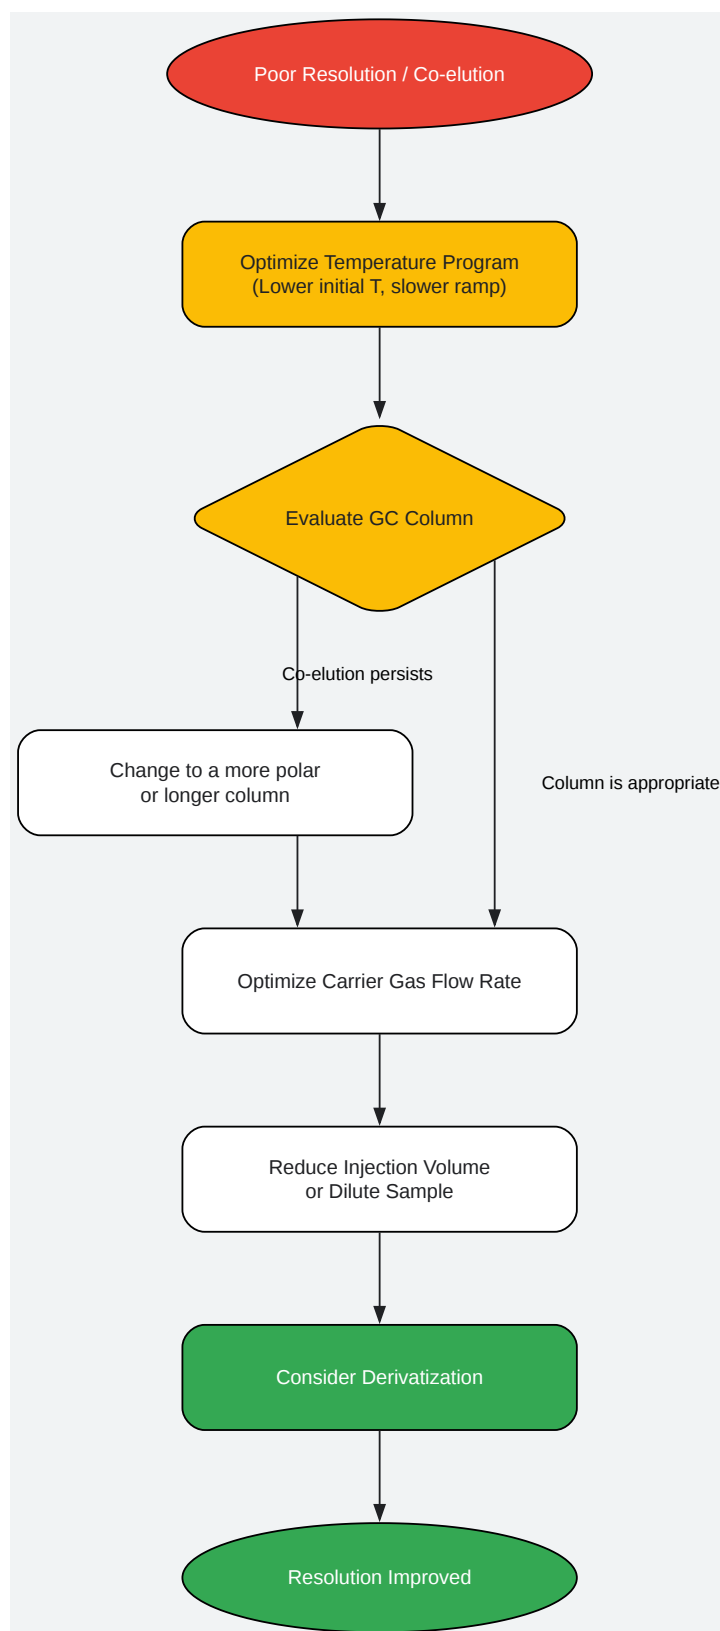 Poor Resolution / Co-elution
Optimize Temperature Program
(Lower initial T, slower ramp)
Evaluate GC Column
Co-elution persists
Change to a more polar
or longer column
Column is appropriate
Optimize Carrier Gas Flow Rate
Reduce Injection Volume
or Dilute Sample
Consider Derivatization
Resolution Improved